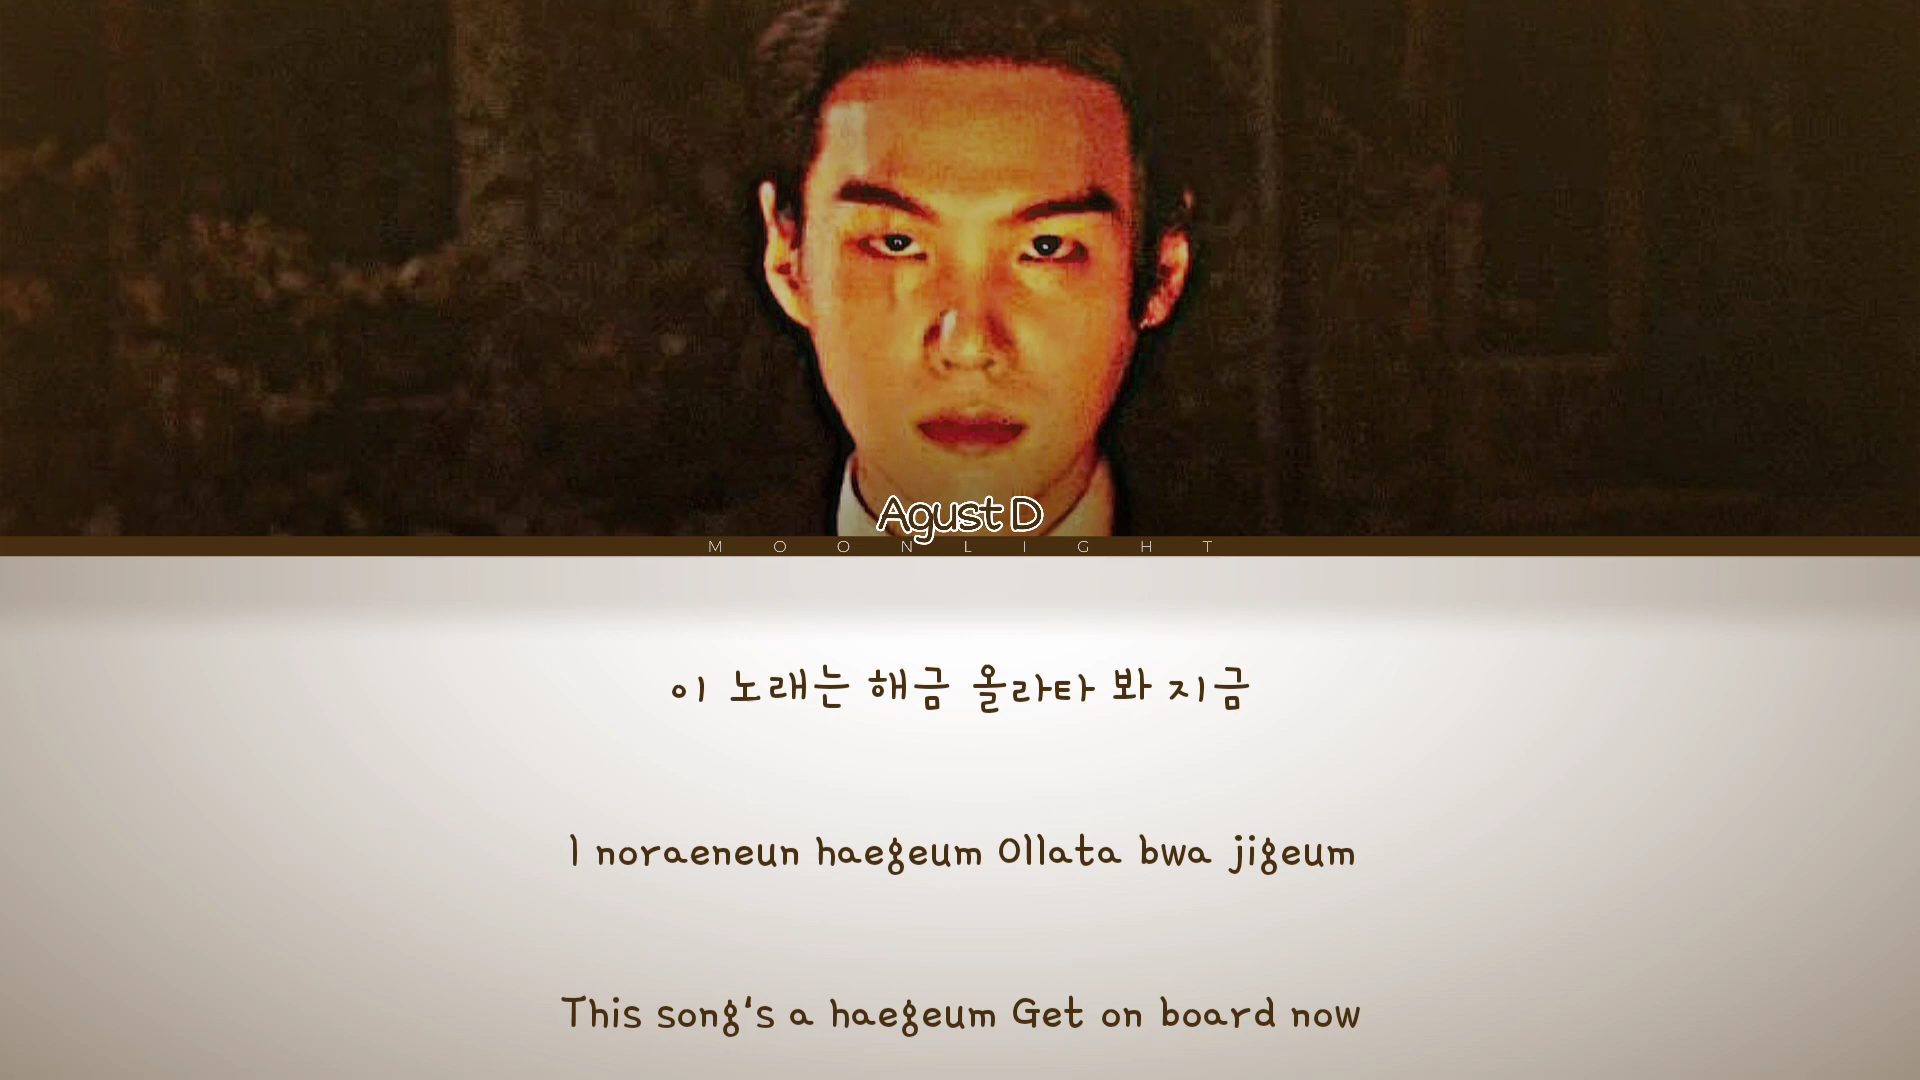 Agust D
MOONLIGHT
이 노래는 해금 올라타 봐 지금
I noraeneun haegeum Ollata bwa jigeum
This song's a haegeum Get on board now